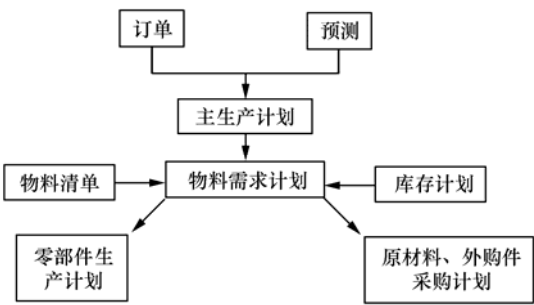 订单
预测
主生产计划
物料清单
物料需求计划
库存计划
零部件生
产计划
原材料、外购件
采购计划